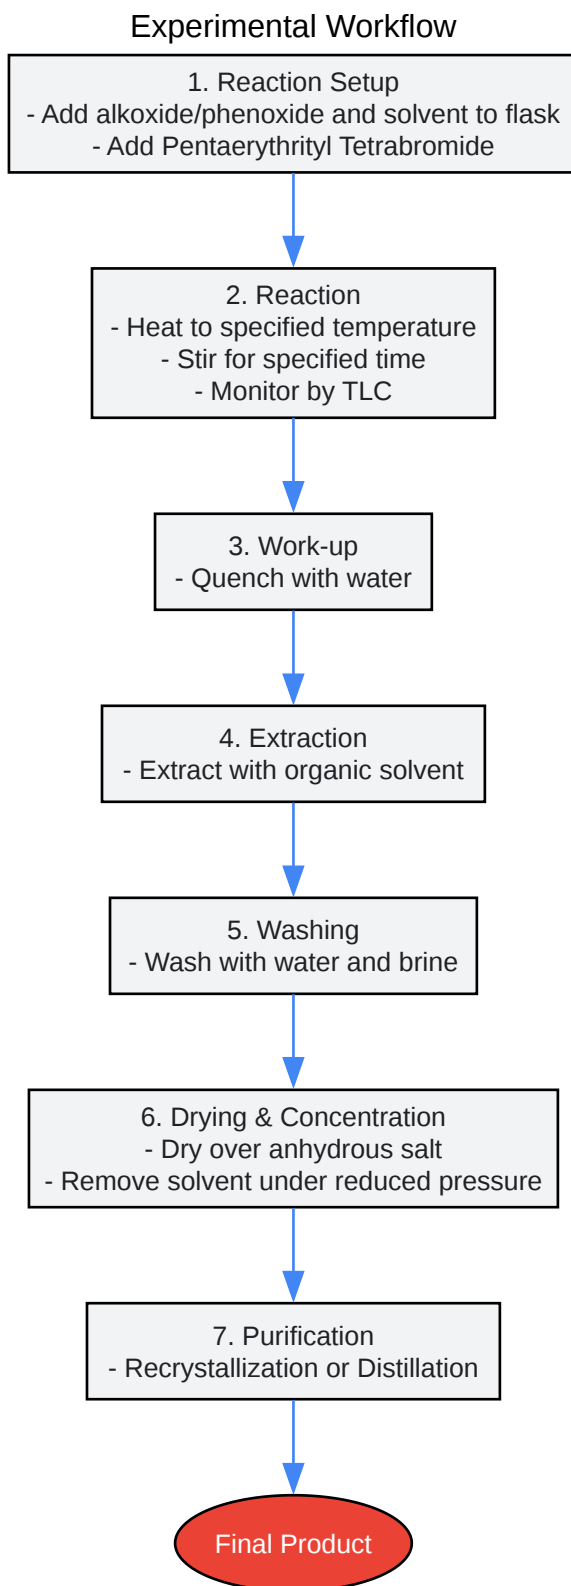 Experimental Workflow
1. Reaction Setup
- Add alkoxide/phenoxide and solvent to flask
- Add Pentaerythrityl Tetrabromide
2. Reaction
- Heat to specified temperature
- Stir for specified time
- Monitor by TLC
3. Work-up
- Quench with water
4. Extraction
- Extract with organic solvent
5. Washing
- Wash with water and brine
6. Drying & Concentration
- Dry over anhydrous salt
- Remove solvent under reduced pressure
7. Purification
- Recrystallization or Distillation
Final Product